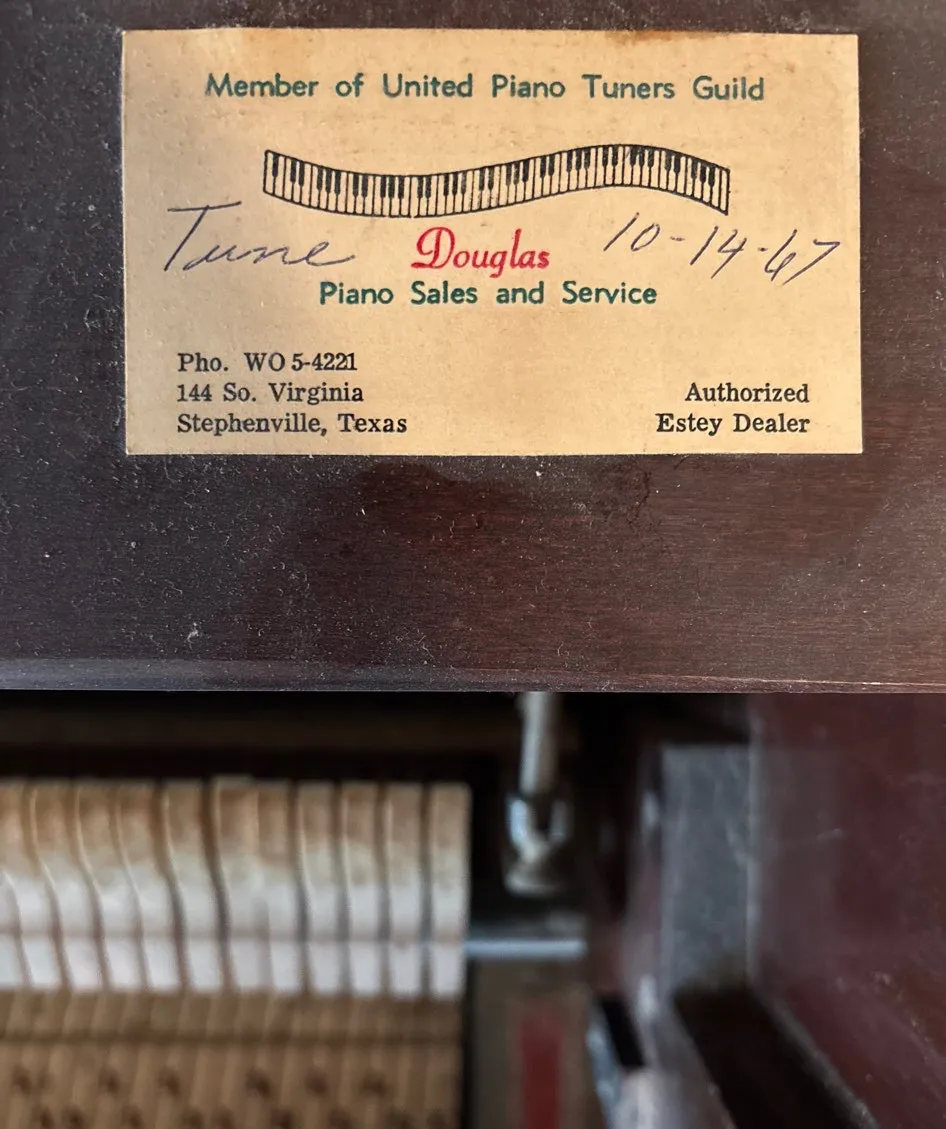 Member of United Piano Tuners Guild
Tune
Douglas
10-14-67
Piano Sales and Service
Pho. WO 5-4221
144 So. Virginia
Stephenville, Texas
Authorized
Estey Dealer